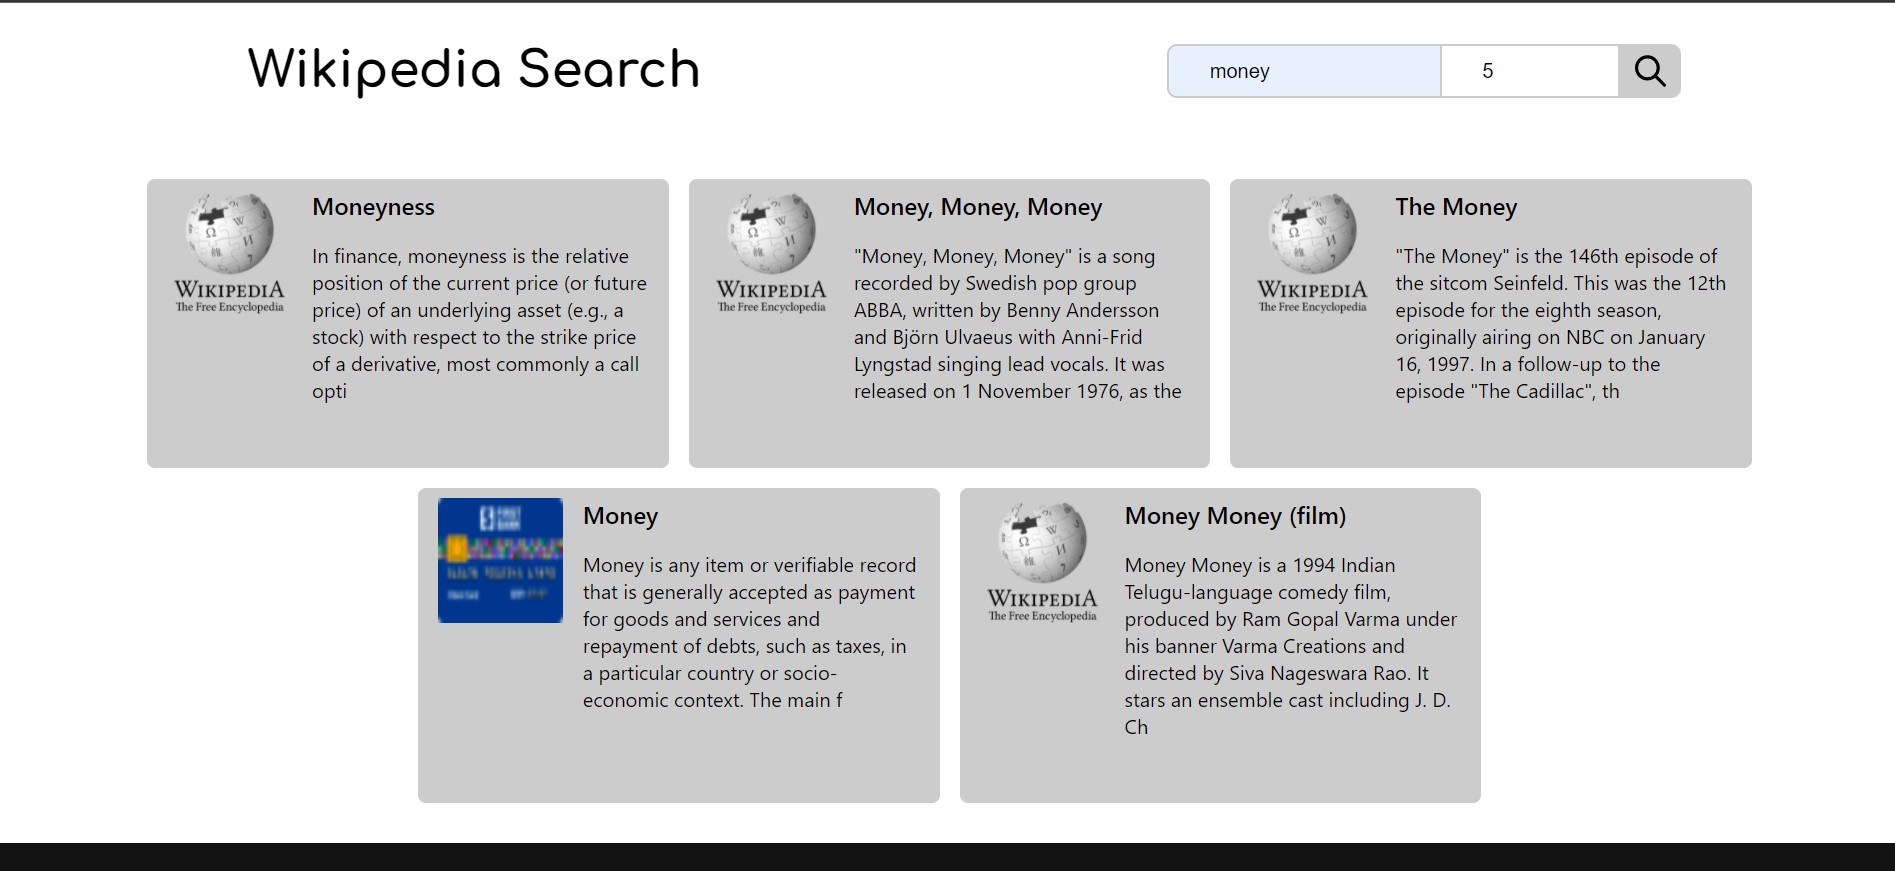 Wikipedia Search
money
5
WIKIPEDIA
The Free Encyclopedia
Moneyness
In finance, moneyness is the relative
position of the current price (or future
price) of an underlying asset (e.g., a
stock) with respect to the strike price
of a derivative, most commonly a call
opti
WIKIPEDIA
The Free Encyclopedia
Money, Money, Money
"Money, Money, Money" is a song
recorded by Swedish pop group
ABBA, written by Benny Andersson
and Björn Ulvaeus with Anni-Frid
Lyngstad singing lead vocals. It was
released on 1 November 1976, as the
WIKIPEDIA
The Free Encyclopedia
The Money
"The Money" is the 146th episode of
the sitcom Seinfeld. This was the 12th
episode for the eighth season,
originally airing on NBC on January
16, 1997. In a follow-up to the
episode "The Cadillac", th
FIRST
BANK
Money
Money is any item or verifiable record
that is generally accepted as payment
for goods and services and
repayment of debts, such as taxes, in
a particular country or socio-
economic context. The main f
WIKIPEDIA
The Free Encyclopedia
Money Money (film)
Money Money is a 1994 Indian
Telugu-language comedy film,
produced by Ram Gopal Varma under
his banner Varma Creations and
directed by Siva Nageswara Rao. It
stars an ensemble cast including J. D.
Ch